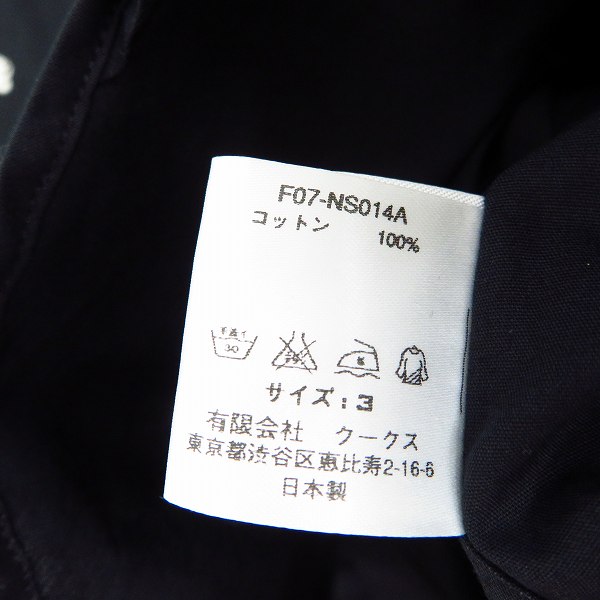 F07-NS014A
コットン 100%
サイズ:3
有限会社 クークス
東京都渋谷区恵比寿2-16-6
日本製